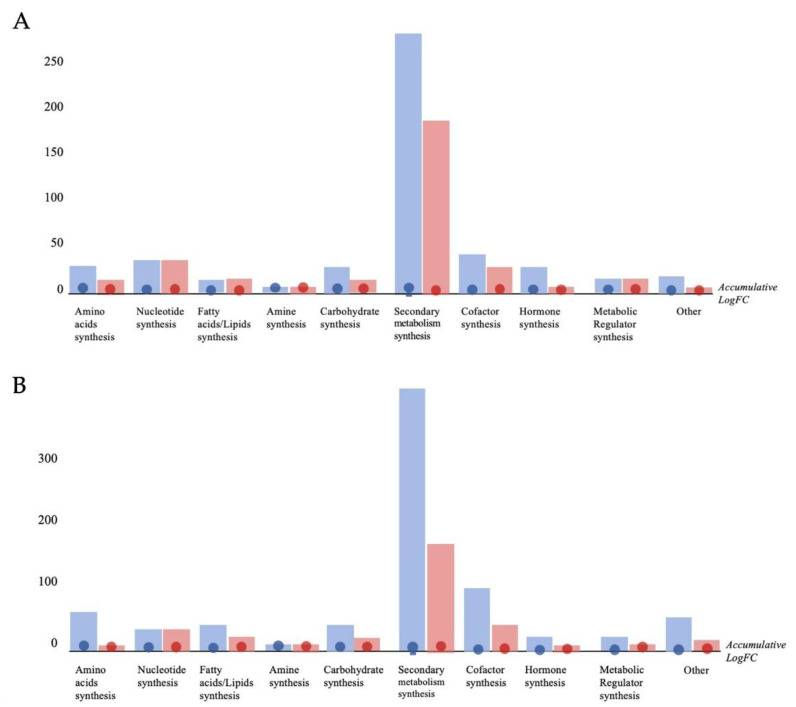 A
250
200
150
100
50
0
Accumulative
LogFC
Amino
acids
synthesis
Nucleotide
synthesis
Fatty
acids/Lipids
synthesis
Amine
synthesis
Carbohydrate
synthesis
Secondary
metabolism
synthesis
Cofactor
synthesis
Hormone
synthesis
Metabolic
Regulator
synthesis
Other
B
300
200
100
0
Accumulative
LogFC
Amino
acids
synthesis
Nucleotide
synthesis
Fatty
acids/Lipids
synthesis
Amine
synthesis
Carbohydrate
synthesis
Secondary
metabolism
synthesis
Cofactor
synthesis
Hormone
synthesis
Metabolic
Regulator
synthesis
Other